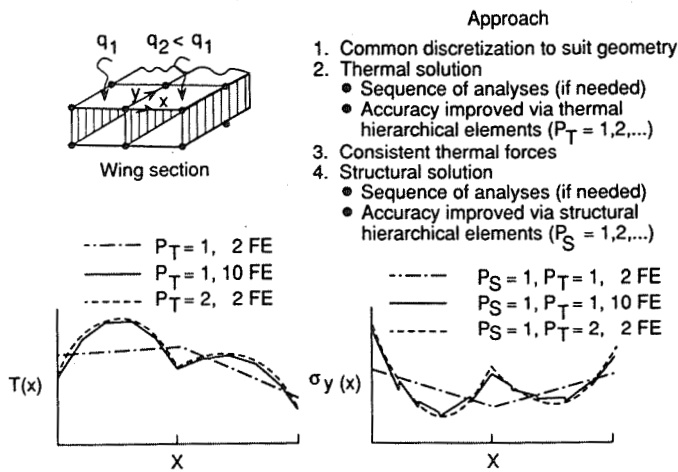 Approach
q1 q2 < q1
y
x
Wing section
1. Common discretization to suit geometry
2. Thermal solution
● Sequence of analyses (if needed)
● Accuracy improved via thermal
hierarchical elements (PT = 1,2,...)
3. Consistent thermal forces
4. Structural solution
● Sequence of analyses (if needed)
● Accuracy improved via structural
hierarchical elements (PS = 1,2,...)
PT = 1, 2 FE
PT = 1, 10 FE
PT = 2, 2 FE
T(x)
X
PS = 1, PT = 1, 2 FE
PS = 1, PT = 1, 10 FE
PS = 1, PT = 2, 2 FE
σy (x)
X